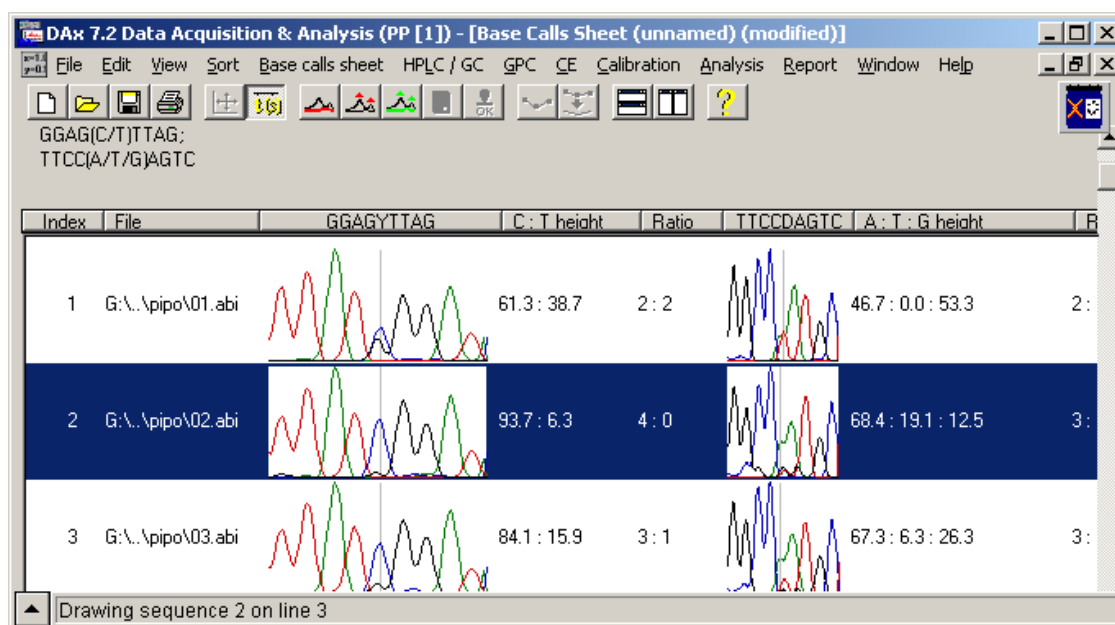 DAx 7.2 Data Acquisition & Analysis (PP [1]) - [Base Calls Sheet (unnamed) (modified)]
File Edit View Sort Base calls sheet HPLC / GC GPC CE Calibration Analysis Report Window Help
OK
GGAG(C/T)TTAG;
TTCC(A/T/G)AGTC
Index File GGAGYTTAG C : T height Ratio TTCCDAGTC A : T : G height R
1 G:\..\pipo\01.abi 61.3 : 38.7 2 : 2 46.7 : 0.0 : 53.3 2 :
2 G:\..\pipo\02.abi 93.7 : 6.3 4 : 0 68.4 : 19.1 : 12.5 3 :
3 G:\..\pipo\03.abi 84.1 : 15.9 3 : 1 67.3 : 6.3 : 26.3 3 :
Drawing sequence 2 on line 3